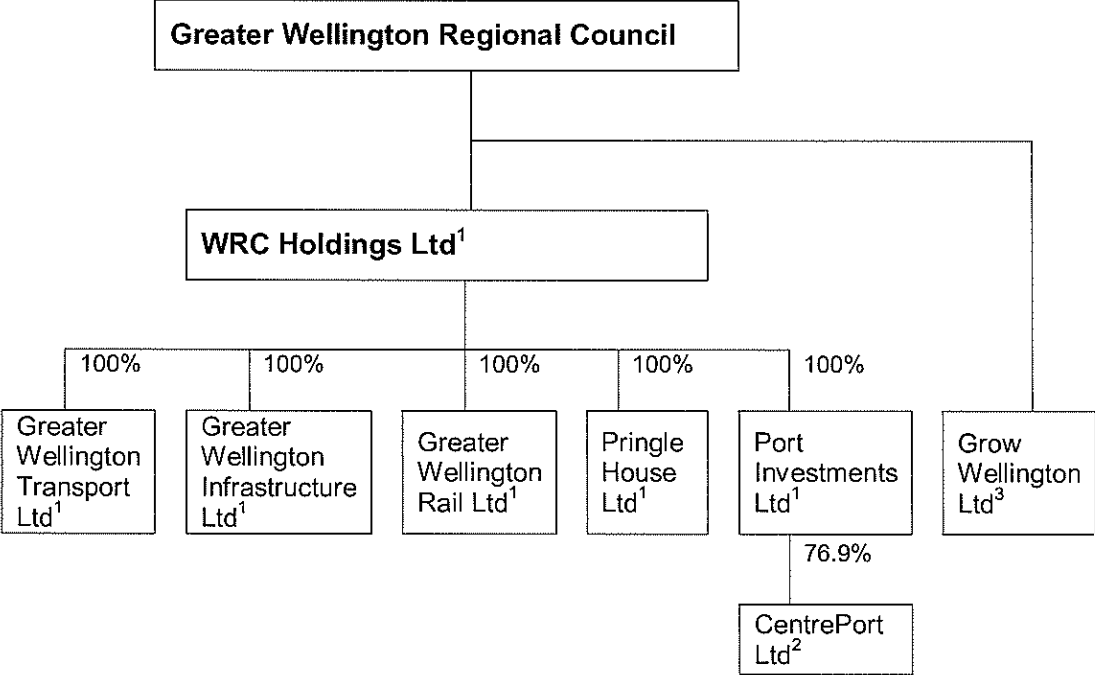 Greater Wellington Regional Council
WRC Holdings Ltd¹
100%
100%
100%
100%
100%
Greater
Wellington
Transport
Ltd¹
Greater
Wellington
Infrastructure
Ltd¹
Greater
Wellington
Rail Ltd¹
Pringle
House
Ltd¹
Port
Investments
Ltd¹
Grow
Wellington
Ltd³
76.9%
CentrePort
Ltd²